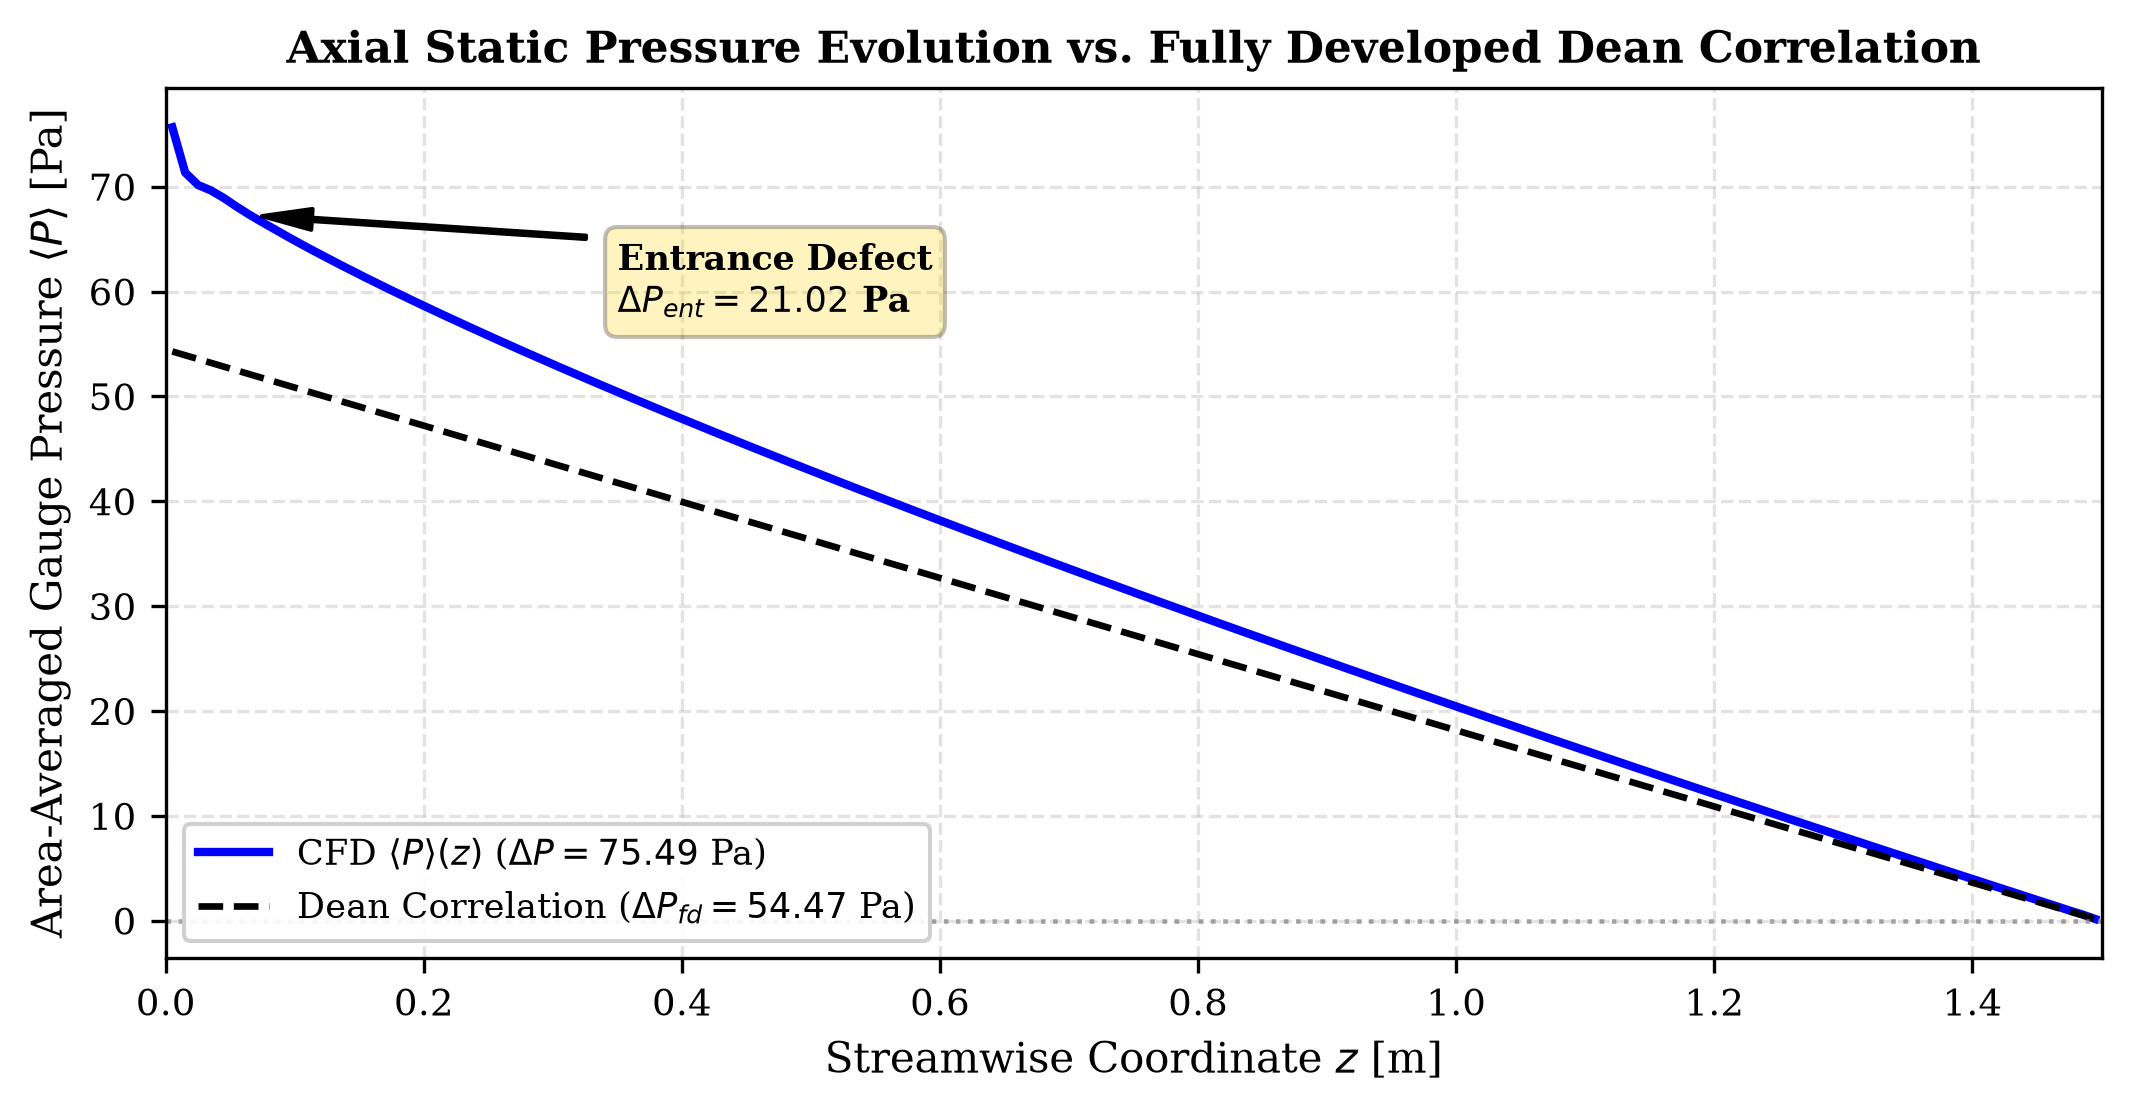 Axial Static Pressure Evolution vs. Fully Developed Dean Correlation
Area-Averaged Gauge Pressure ⟨P⟩ [Pa]
70
60
50
40
30
20
10
0
Entrance Defect
ΔP_ent = 21.02 Pa
CFD ⟨P⟩(z) (ΔP = 75.49 Pa)
Dean Correlation (ΔP_fd = 54.47 Pa)
0.0 0.2 0.4 0.6 0.8 1.0 1.2 1.4
Streamwise Coordinate z [m]